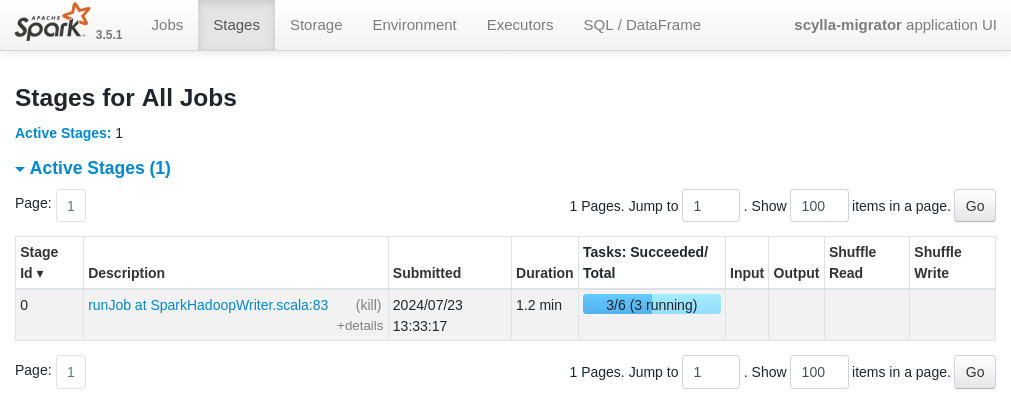 APACHE
Spark 3.5.1 Jobs Stages Storage Environment Executors SQL / DataFrame scylla-migrator application UI
Stages for All Jobs
Active Stages: 1
Active Stages (1)
Page: 1 1 Pages. Jump to 1 . Show 100 items in a page. Go
Stage Id ▾ Description Submitted Duration Tasks: Succeeded/Total Input Output Shuffle Read Shuffle Write
0 runJob at SparkHadoopWriter.scala:83 (kill) 2024/07/23 1.2 min 3/6 (3 running)
+details 13:33:17
Page: 1 1 Pages. Jump to 1 . Show 100 items in a page. Go